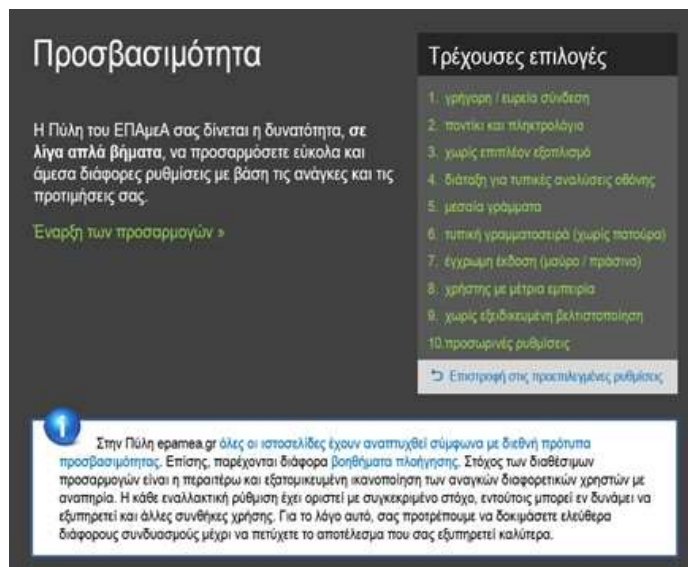 Προσβασιμότητα
Η Πύλη του ΕΠΑμεΑ σας δίνεται η δυνατότητα, σε
λίγα απλά βήματα, να προσαρμόσετε εύκολα και
άμεσα διάφορες ρυθμίσεις με βάση τις ανάγκες και τις
προτιμήσεις σας.
Έναρξη των προσαρμογών »
Τρέχουσες επιλογές
1. γρήγορη / ευρεία σύνδεση
2. ποντίκι και πληκτρολόγιο
3. χωρίς επιπλέον εξοπλισμό
4. διάταξη για τυπικές αναλύσεις οθόνης
5. μεσαία γράμματα
6. τυπική γραμματοσειρά (χωρίς πατούρα)
7. έγχρωμη έκδοση (μαύρο / πράσινο)
8. χρήστης με μέτρια εμπειρία
9. χωρίς εξειδικευμένη βελτιστοποίηση
10. προσωρινές ρυθμίσεις
Επιστροφή στις προεπιλεγμένες ρυθμίσεις
Στην Πύλη epamea.gr όλες οι ιστοσελίδες έχουν αναπτυχθεί σύμφωνα με διεθνή πρότυπα
προσβασιμότητας. Επίσης, παρέχονται διάφορα βοηθήματα πλοήγησης. Στόχος των διαθέσιμων
προσαρμογών είναι η περαιτέρω και εξατομικευμένη ικανοποίηση των αναγκών διαφορετικών χρηστών με
αναπηρία. Η κάθε εναλλακτική ρύθμιση έχει οριστεί με συγκεκριμένο στόχο, εντούτοις μπορεί εν δυνάμει να
εξυπηρετεί και άλλες συνθήκες χρήσης. Για το λόγο αυτό, σας προτρέπουμε να δοκιμάσετε ελεύθερα
διάφορους συνδυασμούς μέχρι να πετύχετε το αποτέλεσμα που σας εξυπηρετεί καλύτερα.